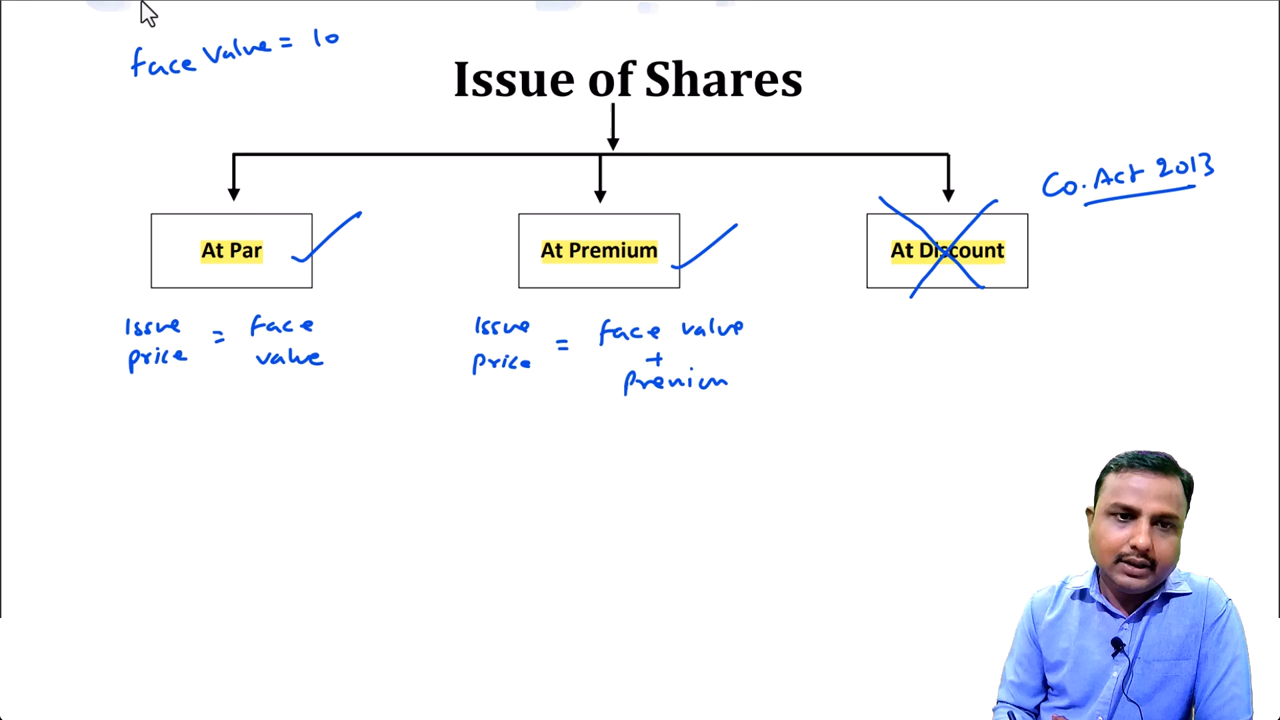 face value = 10
Issue of Shares
Co. Act 2013
At Par
At Premium
At Discount
Issue price = face value
Issue price = face value + Premium